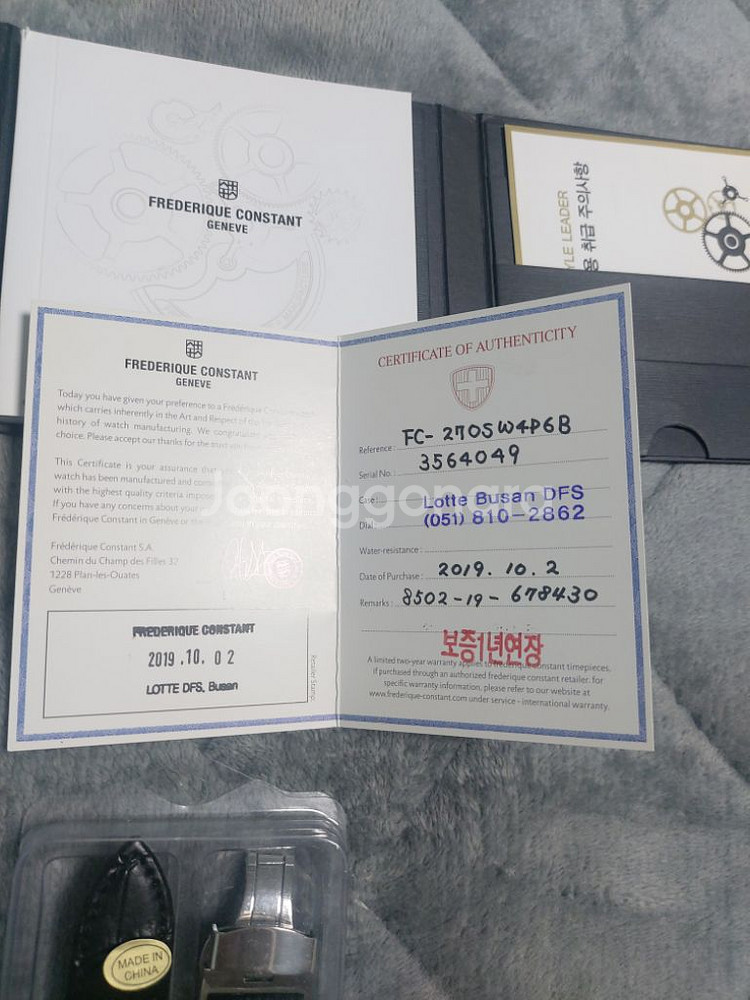 FREDERIQUE CONSTANT
GENEVE
YLE LEADER
용 취급 주의사항
FREDERIQUE CONSTANT
GENEVE
Today you have given your preference to a Frederique
which carries inherently in the Art and Respect of the
history of watch manufacturing. We
choice. Please accept our thanks for the
This Certificate is your assurance that
watch has been manufactured and
with the highest quality criteria
If you have any concerns about your
Frédérique Constant in Genève or the
Frédérique Constant S.A.
Chemin du Champ des Filles 32
1228 Plan-les-Ouates
Genève
FREDERIQUE CONSTANT
2019.10.02
LOTTE DFS, Busan
Retailer Stamp
CERTIFICATE OF AUTHENTICITY
Reference: FC-270SW4P6B
Serial No.: 3564049
Case: Lotte Busan DFS
Dial: (051) 810-2862
Water-resistance:
Date of Purchase: 2019.10.2
Remarks: 8502-19-678430
보증1년연장
A limited two-year warranty applies to frederique constant timepieces,
if purchased through an authorized frederique constant retailer. for
specific warranty information, please refer to our website at
www.frederique-constant.com under service - international warranty.
Joonggonara
MADE IN
CHINA